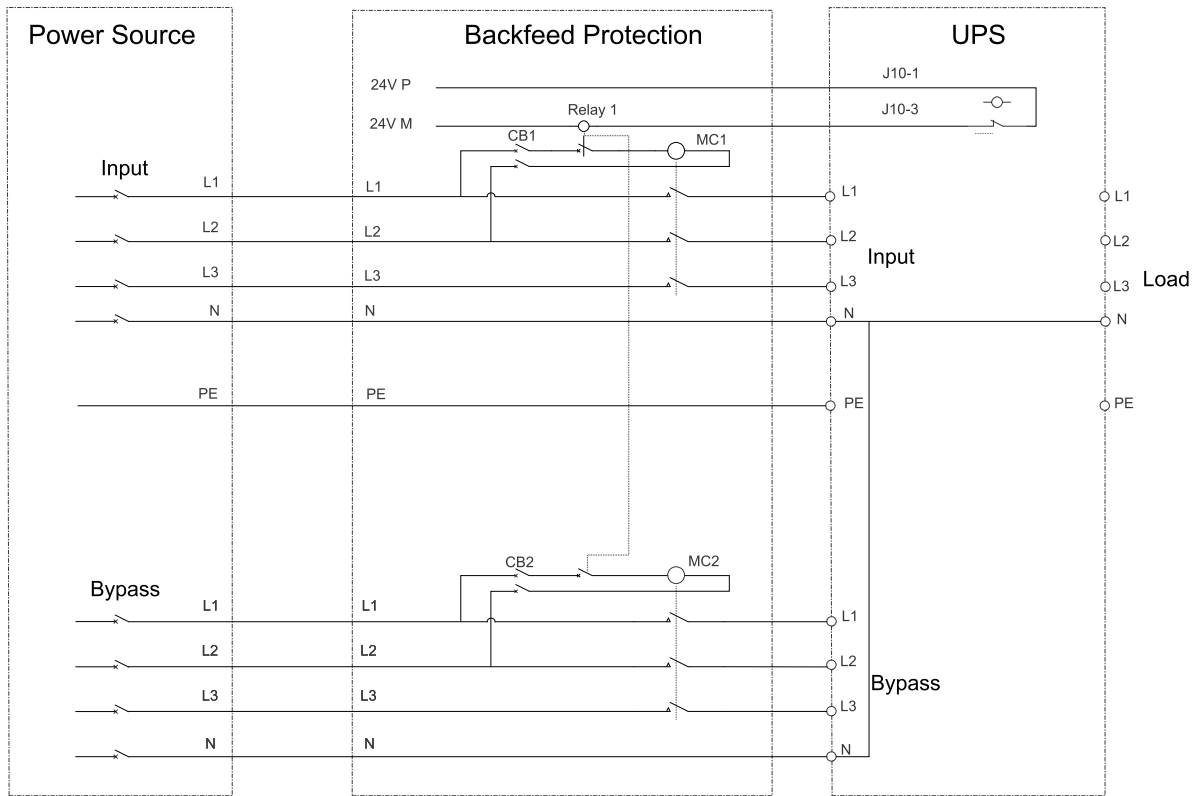 Power Source
Backfeed Protection
UPS
24V P
J10-1
24V M
Relay 1
J10-3
CB1
MC1
Input
L1
L1
L1
L1
L2
L2
L2
L2
Input
L3
L3
L3
L3
Load
N
N
N
N
PE
PE
PE
PE
CB2
MC2
Bypass
L1
L1
L1
L2
L2
L2
Bypass
L3
L3
L3
N
N
N